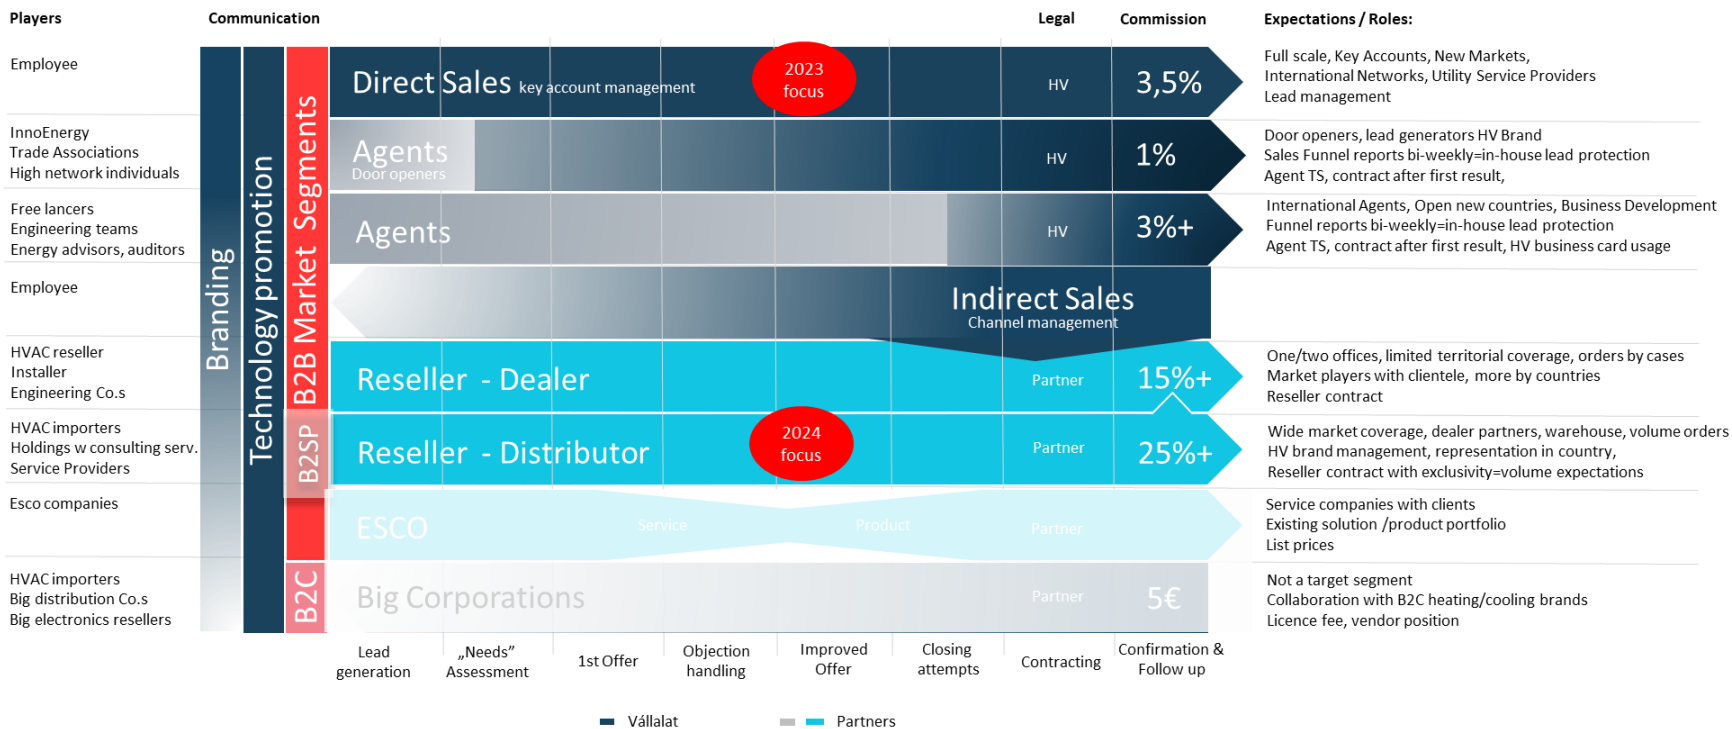 Players
Communication
Legal
Commission
Expectations / Roles:
Branding
Technology promotion
B2B Market Segments
B2SP
B2C
Employee
Direct Sales key account management
2023
focus
HV
3,5%
Full scale, Key Accounts, New Markets,
International Networks, Utility Service Providers
Lead management
InnoEnergy
Trade Associations
High network individuals
Agents
Door openers
HV
1%
Door openers, lead generators HV Brand
Sales Funnel reports bi-weekly=in-house lead protection
Agent TS, contract after first result,
Free lancers
Engineering teams
Energy advisors, auditors
Agents
HV
3%+
International Agents, Open new countries, Business Development
Funnel reports bi-weekly=in-house lead protection
Agent TS, contract after first result, HV business card usage
Employee
Indirect Sales
Channel management
HVAC reseller
Installer
Engineering Co.s
Reseller - Dealer
Partner
15%+
One/two offices, limited territorial coverage, orders by cases
Market players with clientele, more by countries
Reseller contract
HVAC importers
Holdings w consulting serv.
Service Providers
Reseller - Distributor
2024
focus
Partner
25%+
Wide market coverage, dealer partners, warehouse, volume orders
HV brand management, representation in country,
Reseller contract with exclusivity=volume expectations
Esco companies
ESCO
Service
Product
Partner
Service companies with clients
Existing solution /product portfolio
List prices
HVAC importers
Big distribution Co.s
Big electronics resellers
Big Corporations
Partner
5€
Not a target segment
Collaboration with B2C heating/cooling brands
Licence fee, vendor position
Lead
generation
„Needs”
Assessment
1st Offer
Objection
handling
Improved
Offer
Closing
attempts
Contracting
Confirmation &
Follow up
Vállalat
Partners